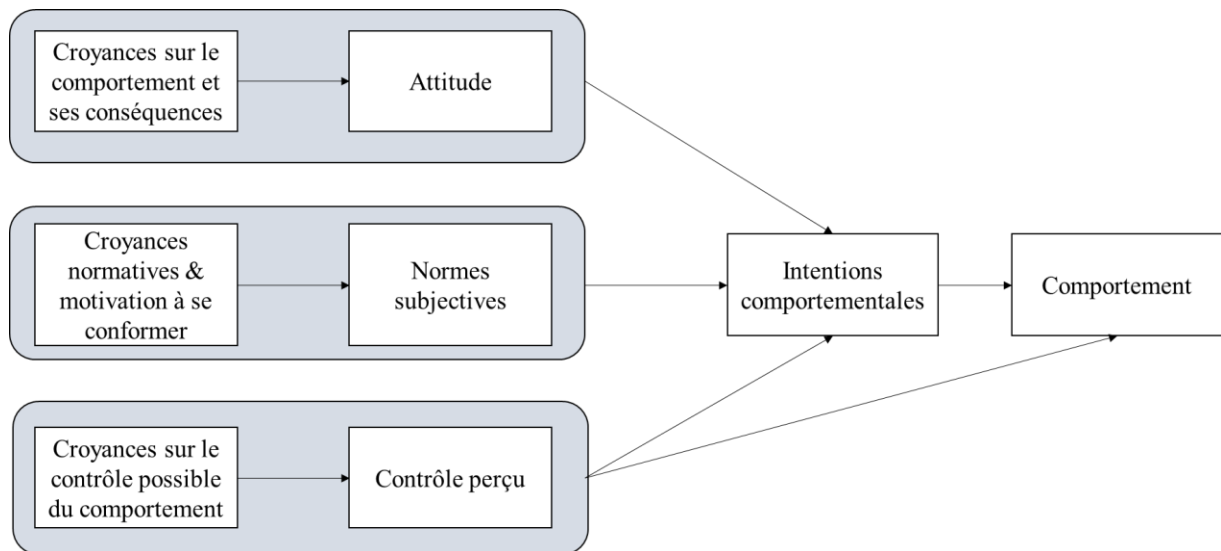 Croyances sur le
comportement et
ses conséquences
Attitude
Croyances
normatives &
motivation à se
conformer
Normes
subjectives
Intentions
comportementales
Comportement
Croyances sur le
contrôle possible
du comportement
Contrôle perçu